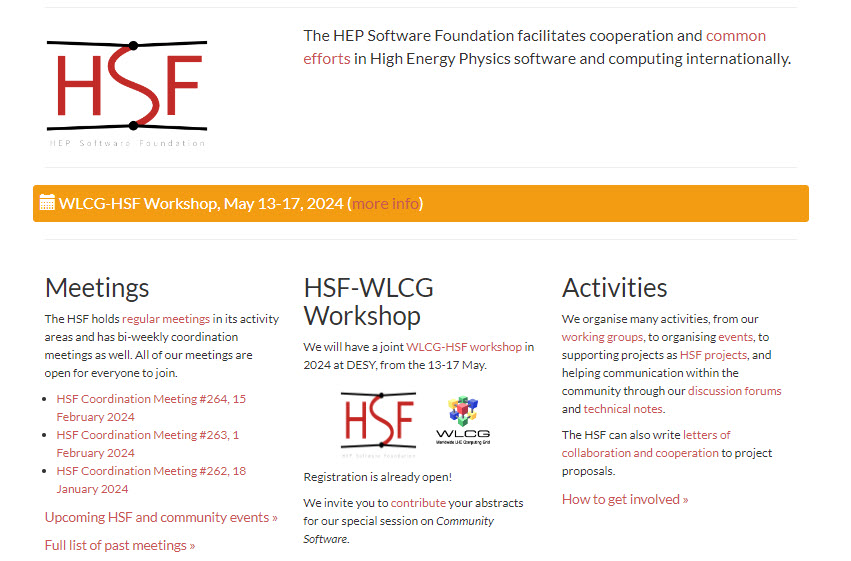 The HEP Software Foundation facilitates cooperation and common
efforts in High Energy Physics software and computing internationally.
HSF
HEP Software Foundation
WLCG-HSF Workshop, May 13-17, 2024 (more info)
Meetings
The HSF holds regular meetings in its activity
areas and has bi-weekly coordination
meetings as well. All of our meetings are
open for everyone to join.
• HSF Coordination Meeting #264, 15
February 2024
• HSF Coordination Meeting #263, 1
February 2024
• HSF Coordination Meeting #262, 18
January 2024
Upcoming HSF and community events »
Full list of past meetings »
HSF-WLCG
Workshop
We will have a joint WLCG-HSF workshop in
2024 at DESY, from the 13-17 May.
HSF
HEP Software Foundation
WLCG
Worldwide LHC Computing Grid
Registration is already open!
We invite you to contribute your abstracts
for our special session on Community
Software.
Activities
We organise many activities, from our
working groups, to organising events, to
supporting projects as HSF projects, and
helping communication within the
community through our discussion forums
and technical notes.
The HSF can also write letters of
collaboration and cooperation to project
proposals.
How to get involved »